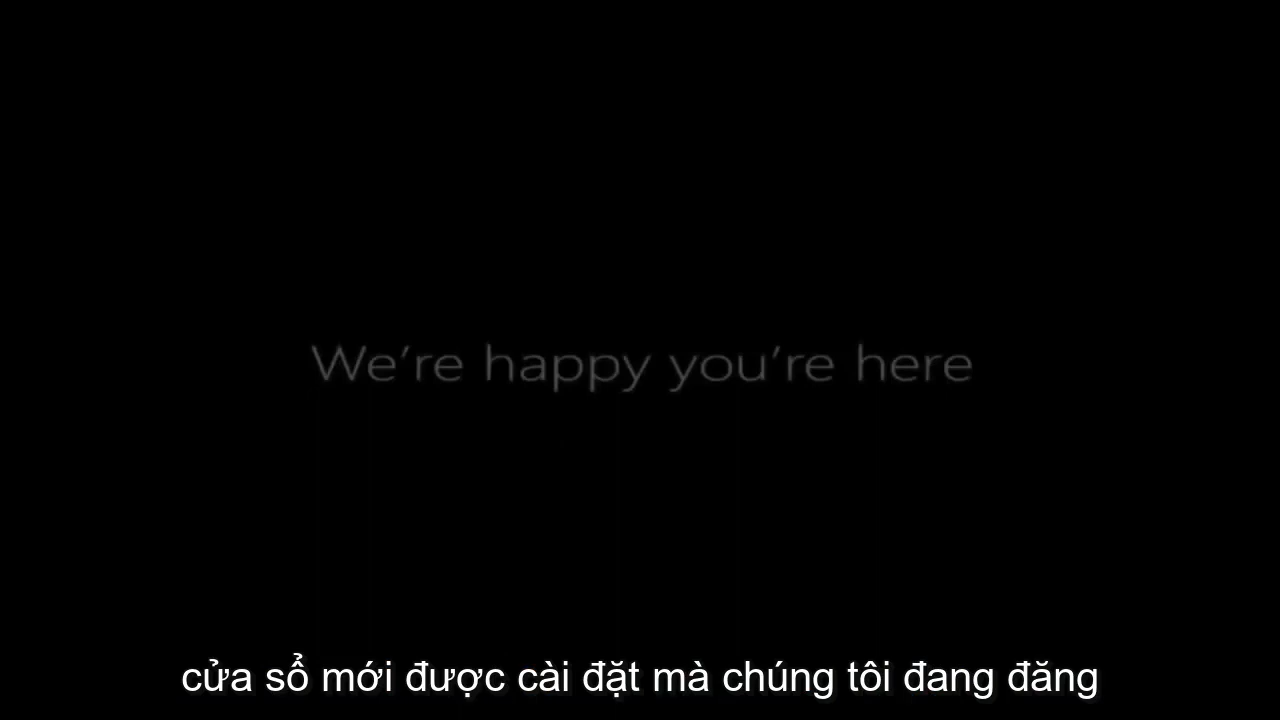 We're happy you're here
cửa sổ mới được cài đặt mà chúng tôi đang đăng